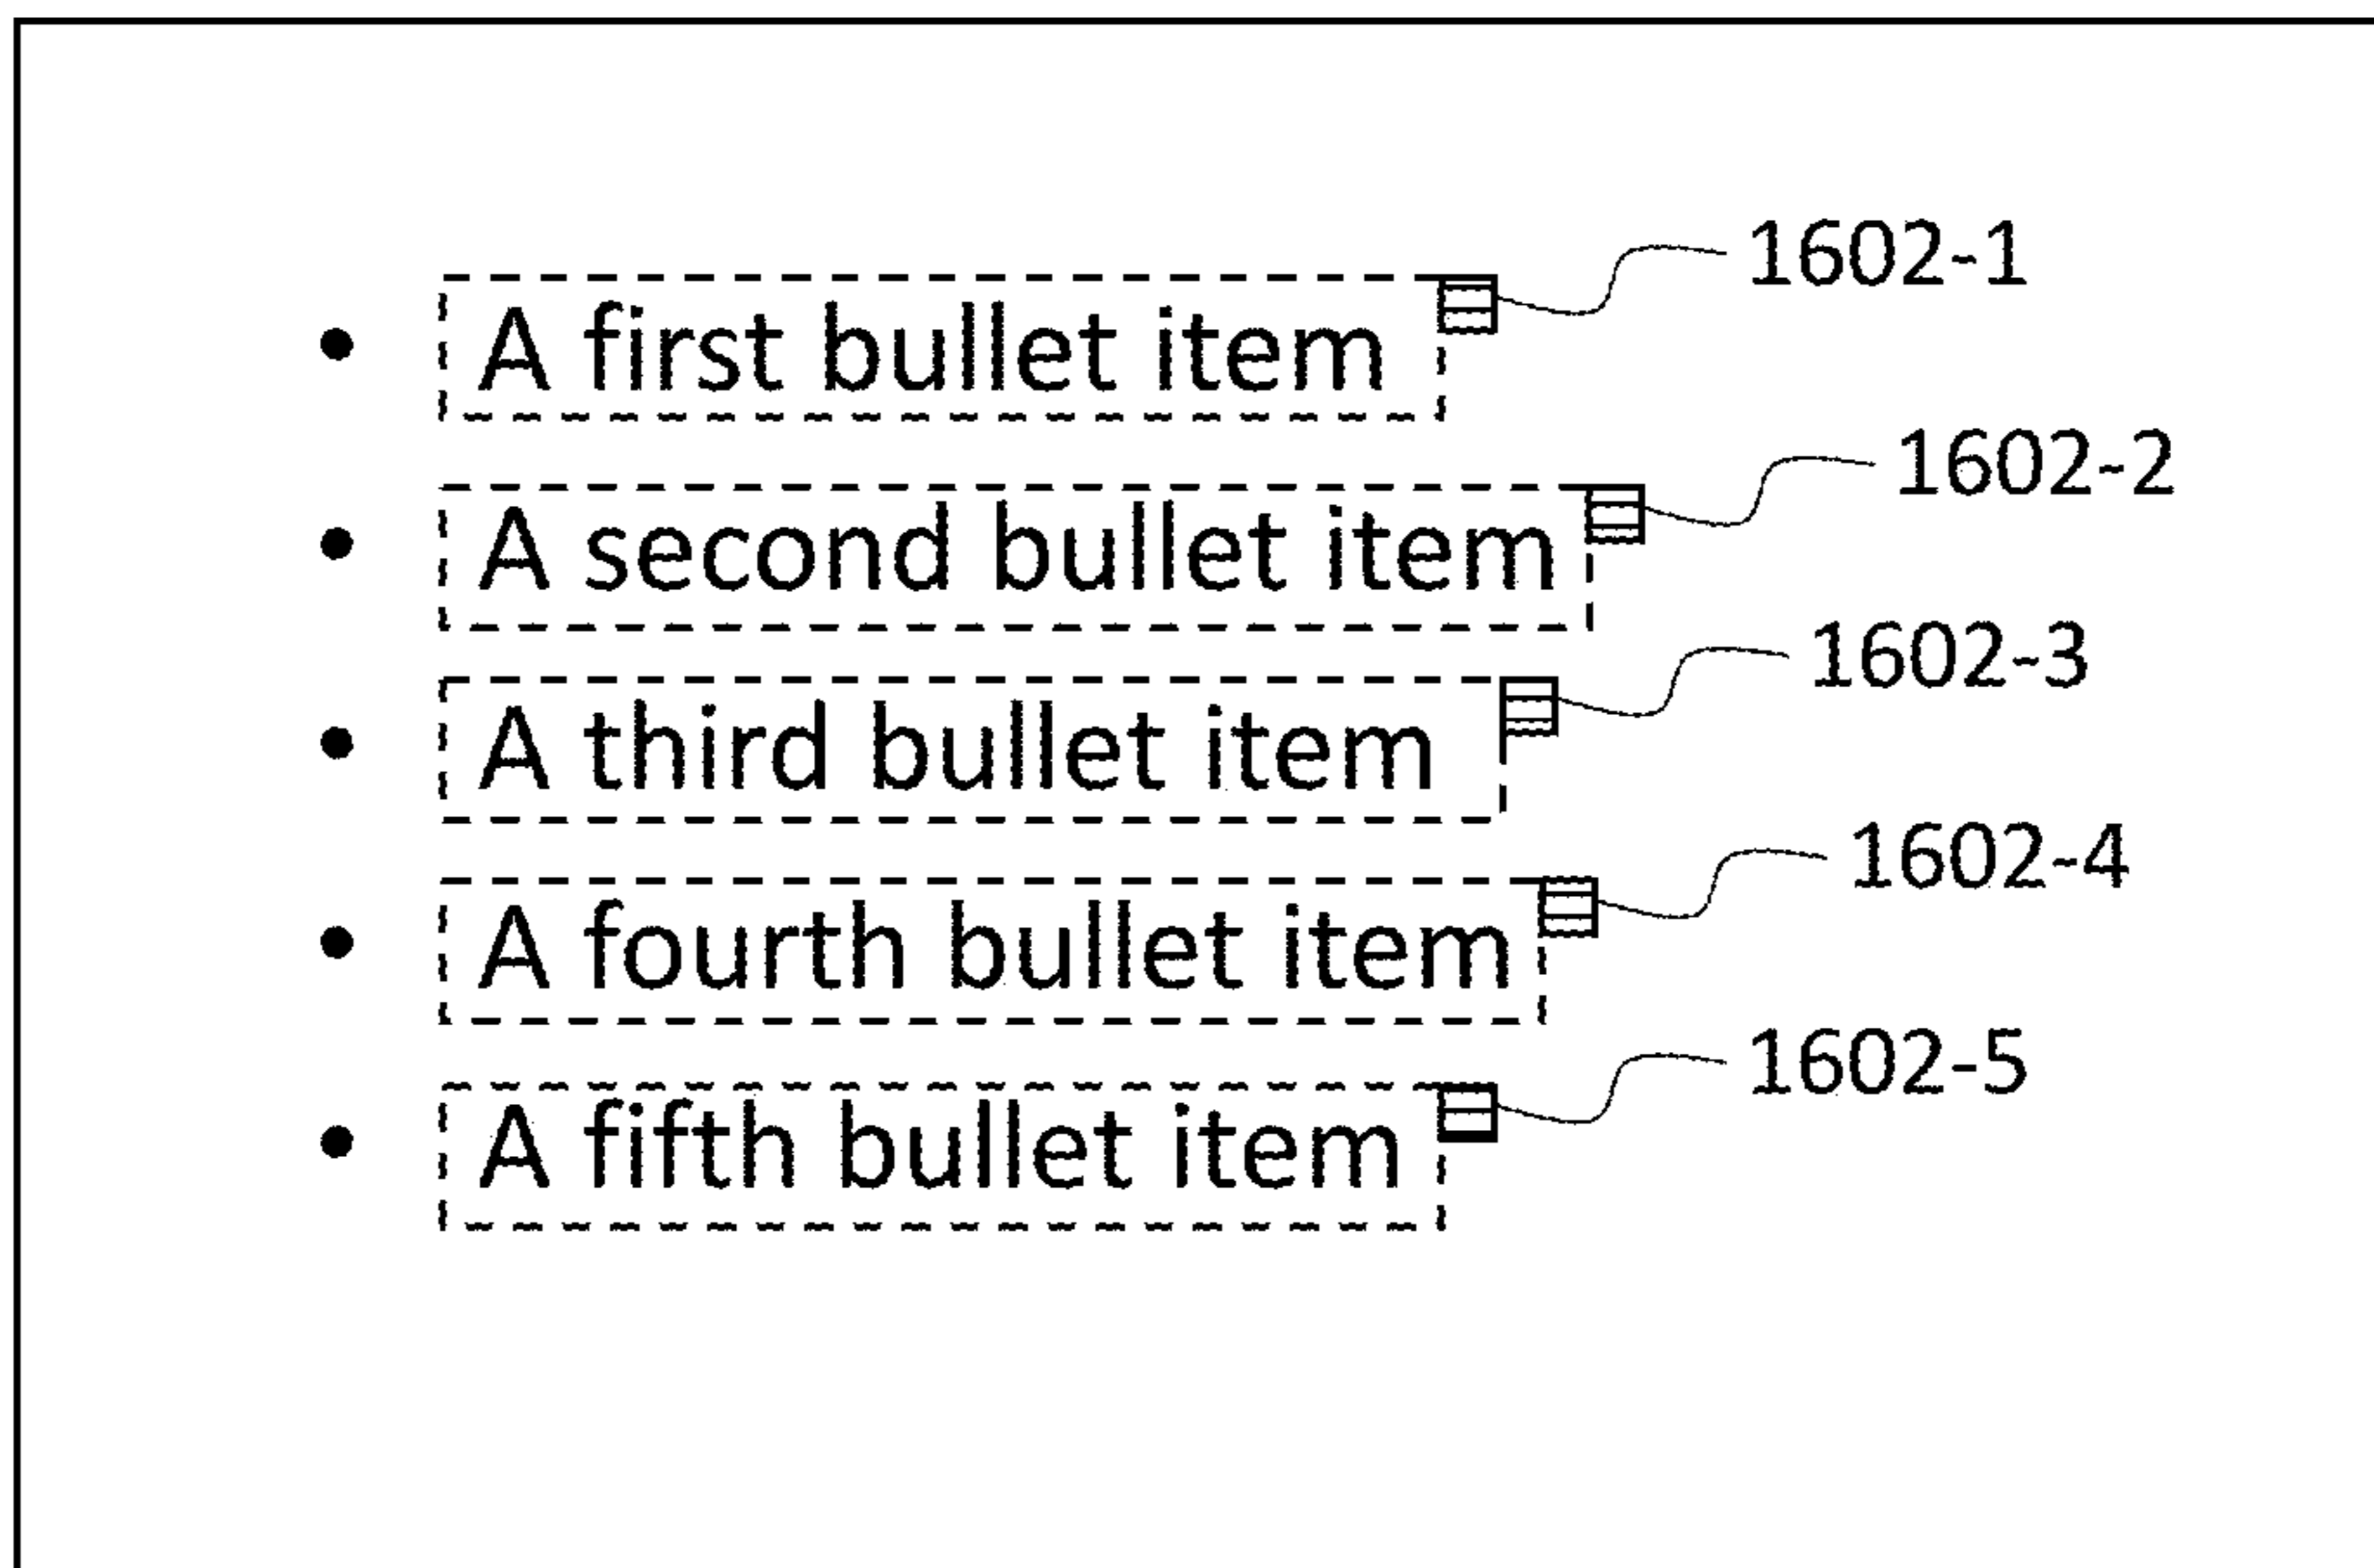 1602-1
• A first bullet item
1602-2
• A second bullet item
1602-3
• A third bullet item
1602-4
• A fourth bullet item
1602-5
• A fifth bullet item